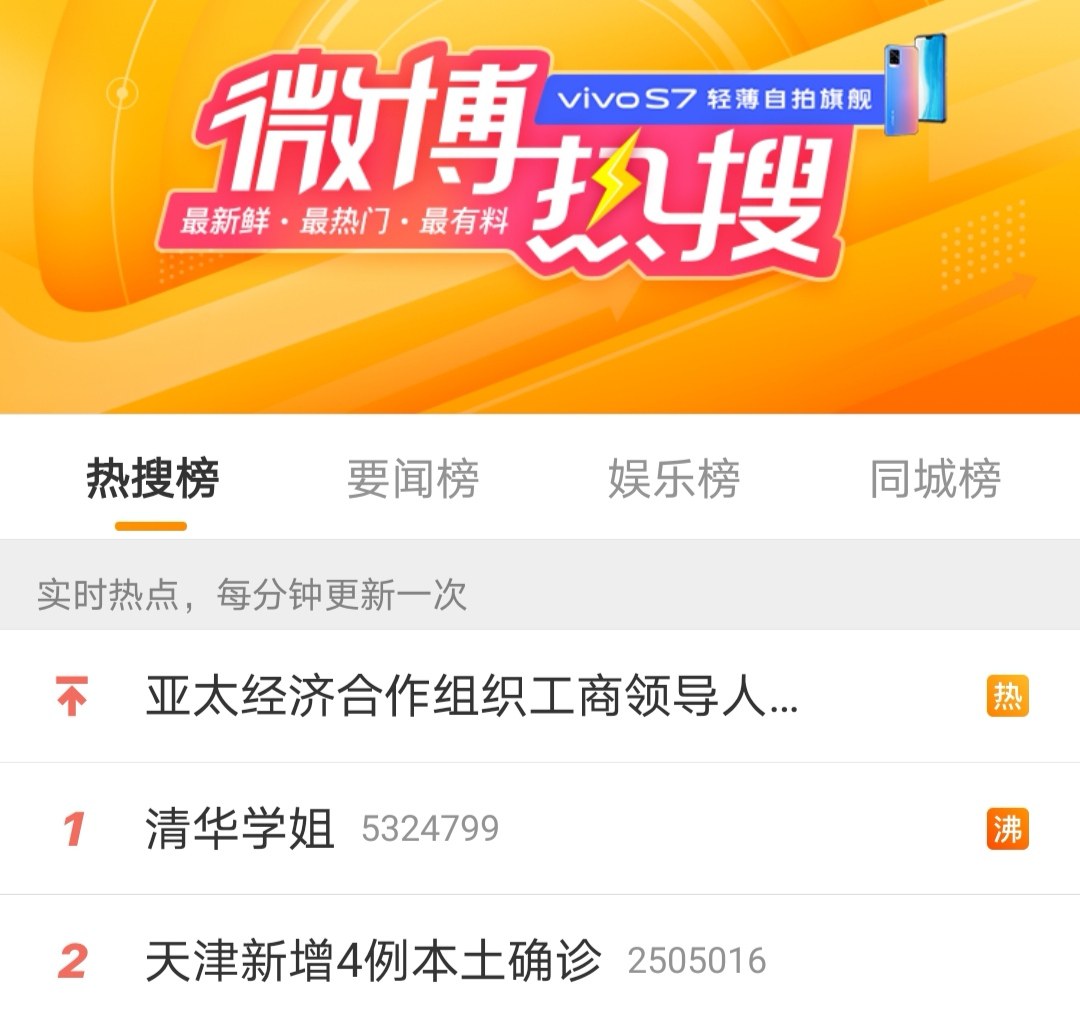 微博热搜
vivo S7 轻薄自拍旗舰
最新鲜·最热门·最有料
热搜榜 要闻榜 娱乐榜 同城榜
实时热点，每分钟更新一次
亚太经济合作组织工商领导人... 热
1 清华学姐 5324799 沸
2 天津新增4例本土确诊 2505016